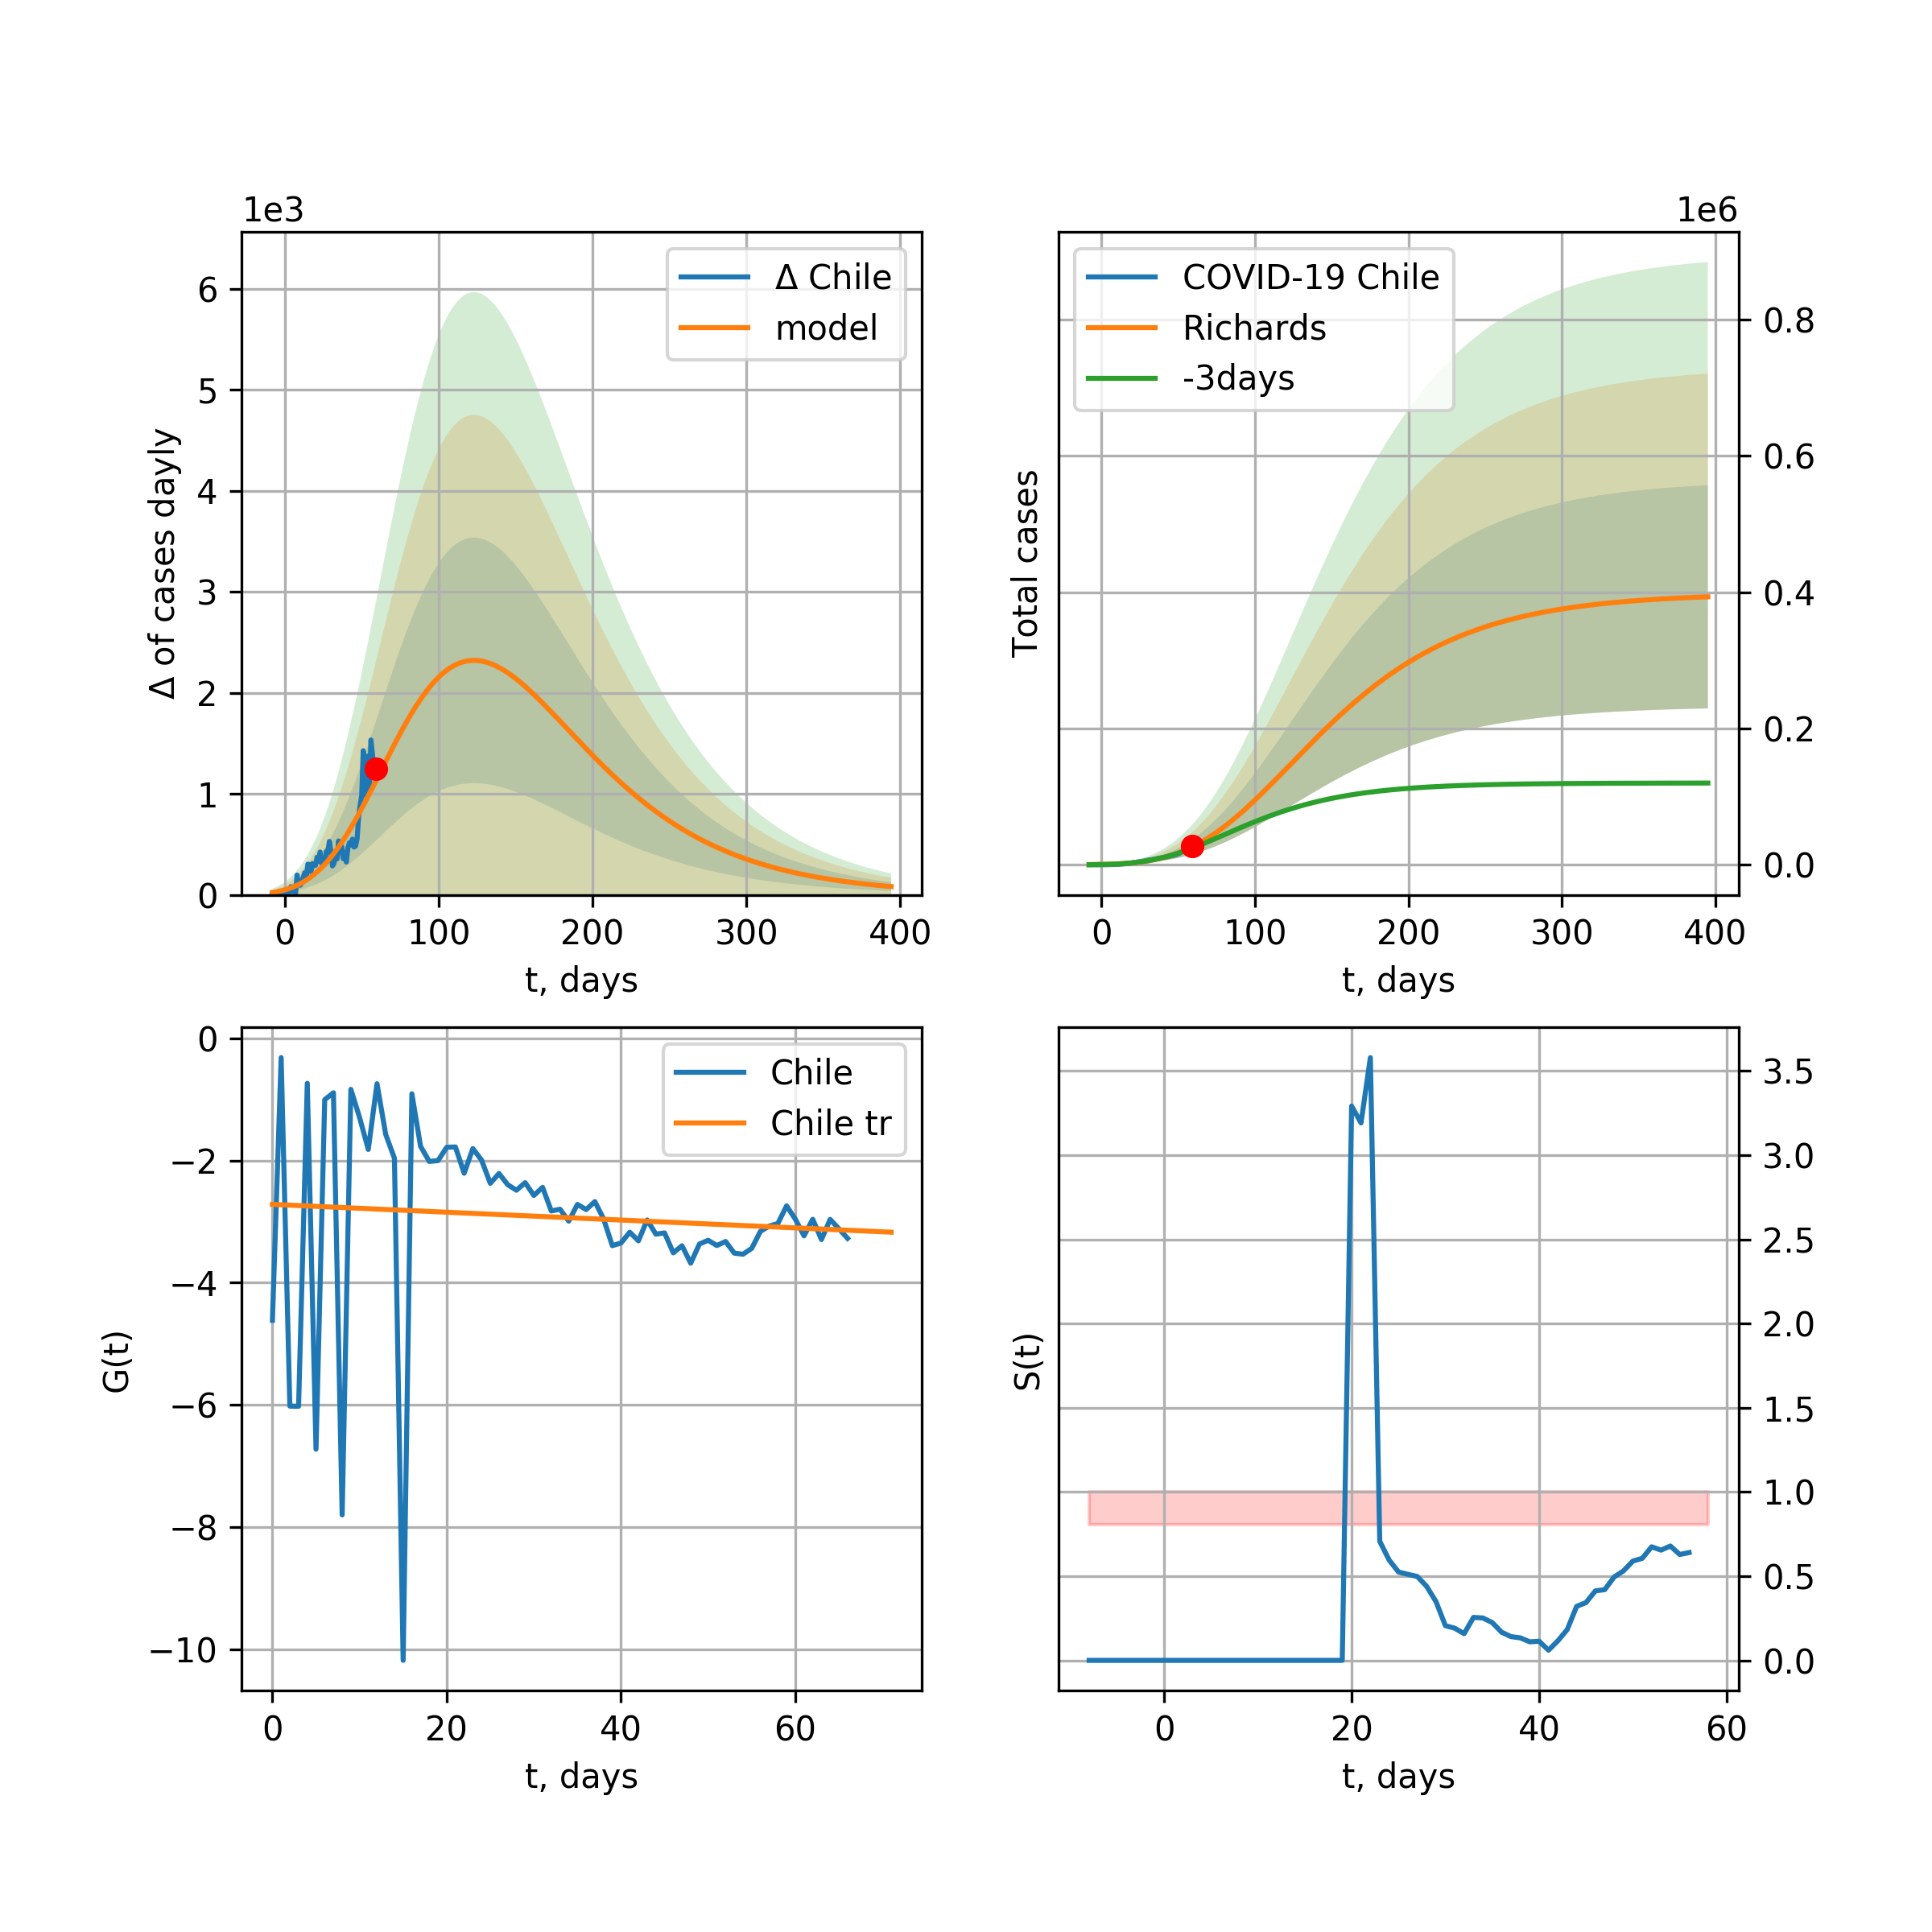 1e3
Δ of cases dayly
6
5
4
3
2
1
0
Δ Chile
model
0 100 200 300 400
t, days
1e6
Total cases
COVID-19 Chile
Richards
-3days
0.8
0.6
0.4
0.2
0.0
0 100 200 300 400
t, days
G(t)
0
−2
−4
−6
−8
−10
Chile
Chile tr
0 20 40 60
t, days
S(t)
3.5
3.0
2.5
2.0
1.5
1.0
0.5
0.0
0 20 40 60
t, days